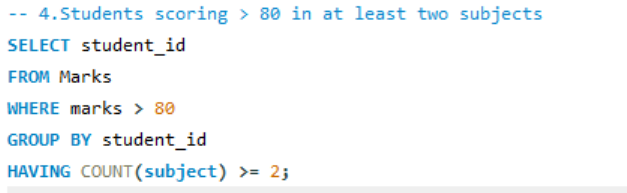 -- 4.Students scoring > 80 in at least two subjects
SELECT student_id
FROM Marks
WHERE marks > 80
GROUP BY student_id
HAVING COUNT(subject) >= 2;